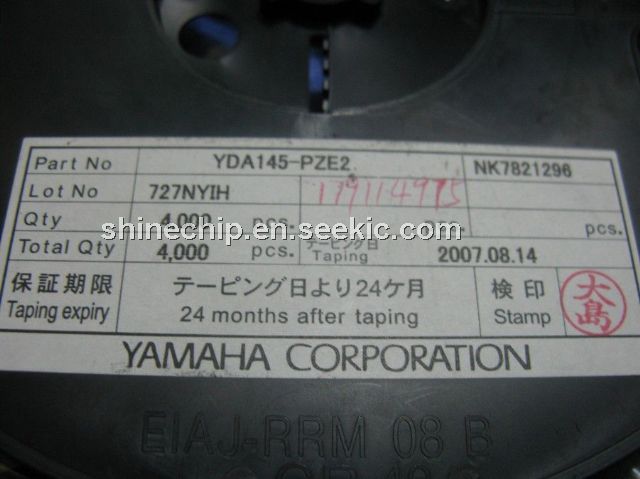 Part No YDA145-PZE2 NK7821296
Lot No 727NYIH
Qty 4,000 pcs. pcs.
shinechip.en.seekic.com
Total Qty 4,000 pcs. テーピング日 Taping 2007.08.14
保証期限 テーピング日より24ケ月 検印 大島
Taping expiry 24 months after taping Stamp
YAMAHA CORPORATION
EIAJ-RRM 08 B